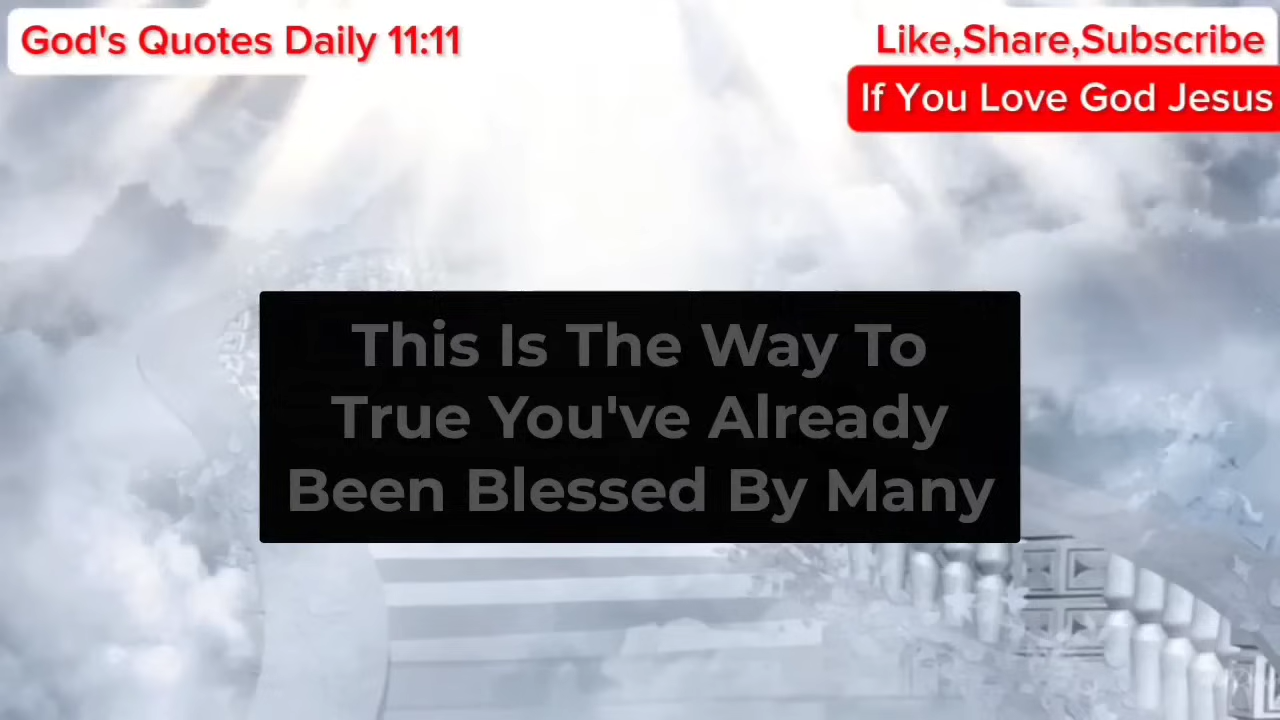 God's Quotes Daily 11:11
Like,Share,Subscribe
If You Love God Jesus
This Is The Way To
True You've Already
Been Blessed By Many